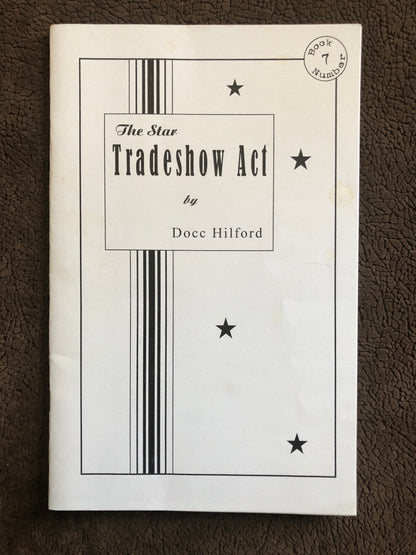 Book
7
Number
The Star
Tradeshow Act
by
Docc Hilford